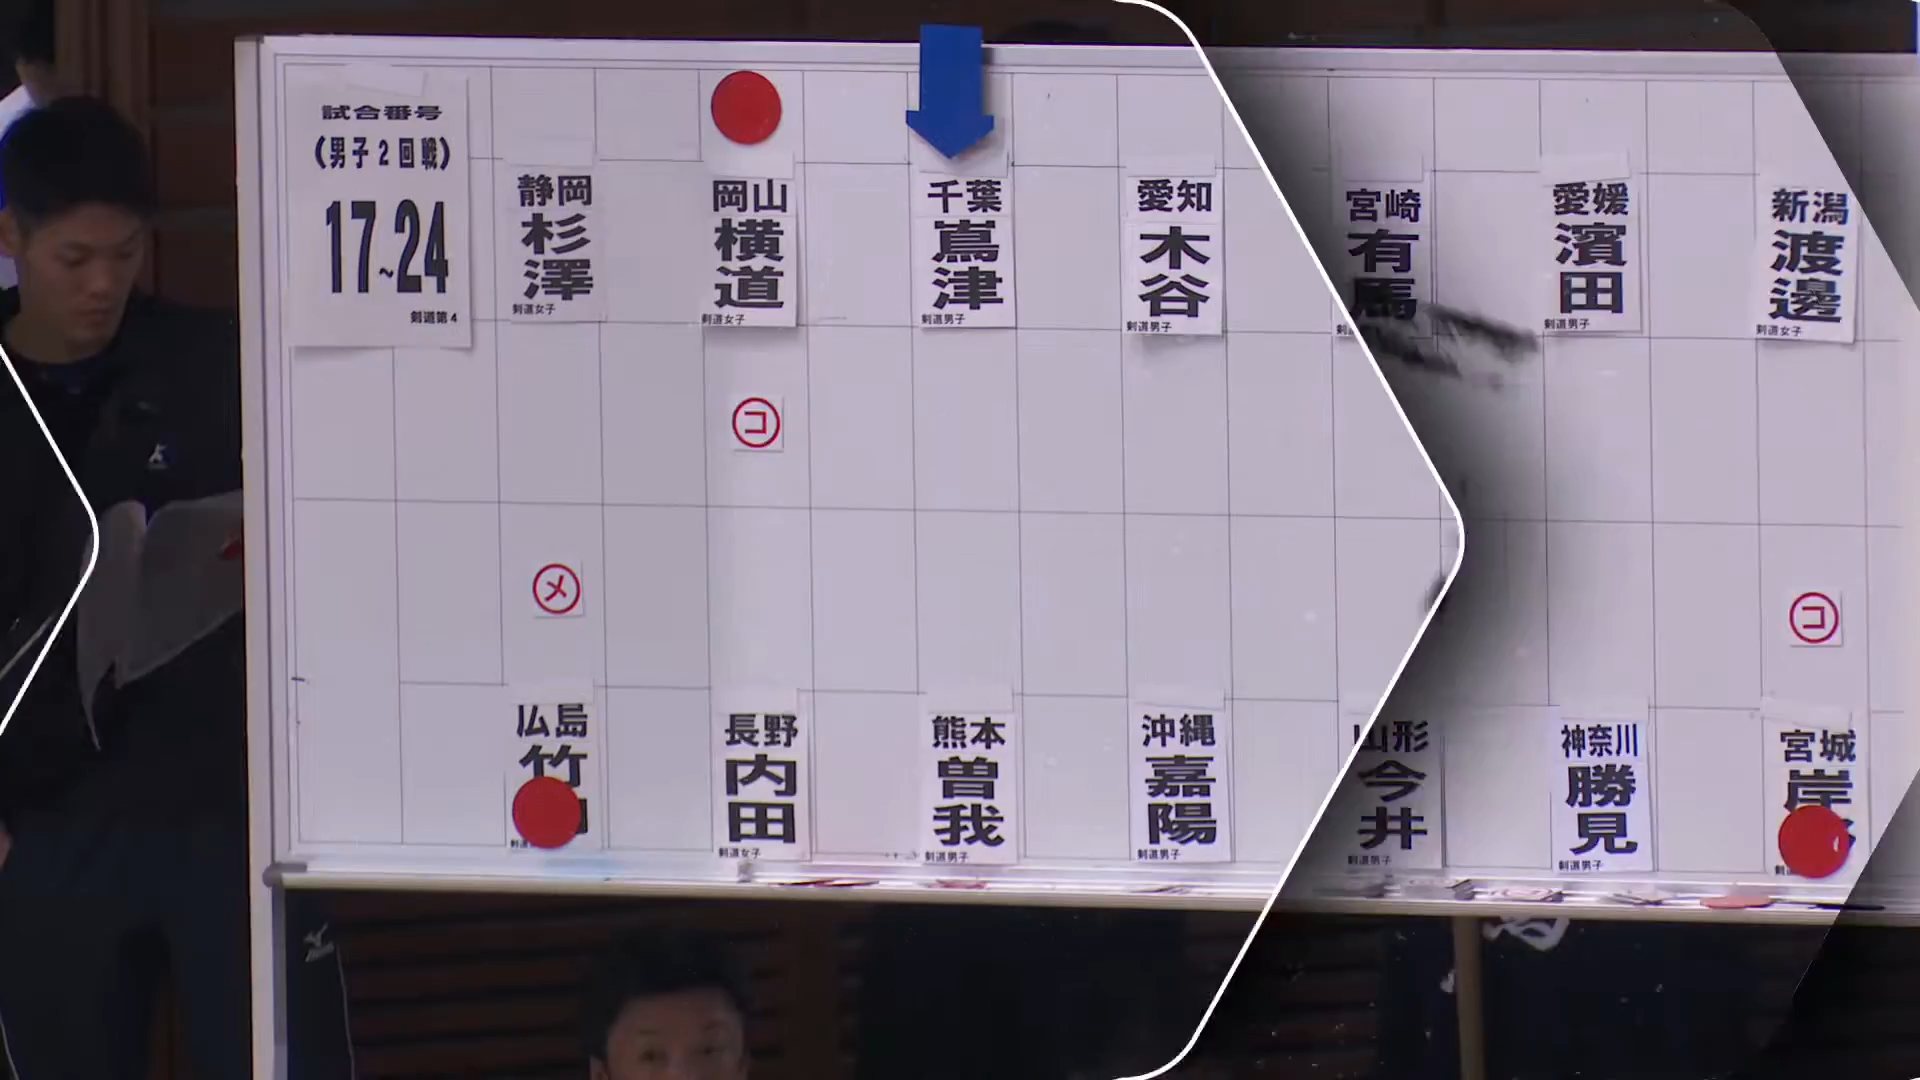 試合番号
(男子2回戦)
17~24
剣道第4
静岡
杉澤
剣道女子
岡山
横道
剣道女子
千葉
蔦津
剣道男子
愛知
木谷
剣道男子
宮崎
有馬
愛媛
濱田
剣道男子
新潟
渡邊
剣道女子
コ
メ
コ
広島
竹
長野
内田
剣道女子
熊本
曽我
剣道男子
沖縄
嘉陽
剣道男子
山形
今井
剣道男子
神奈川
勝見
剣道男子
宮城
岸